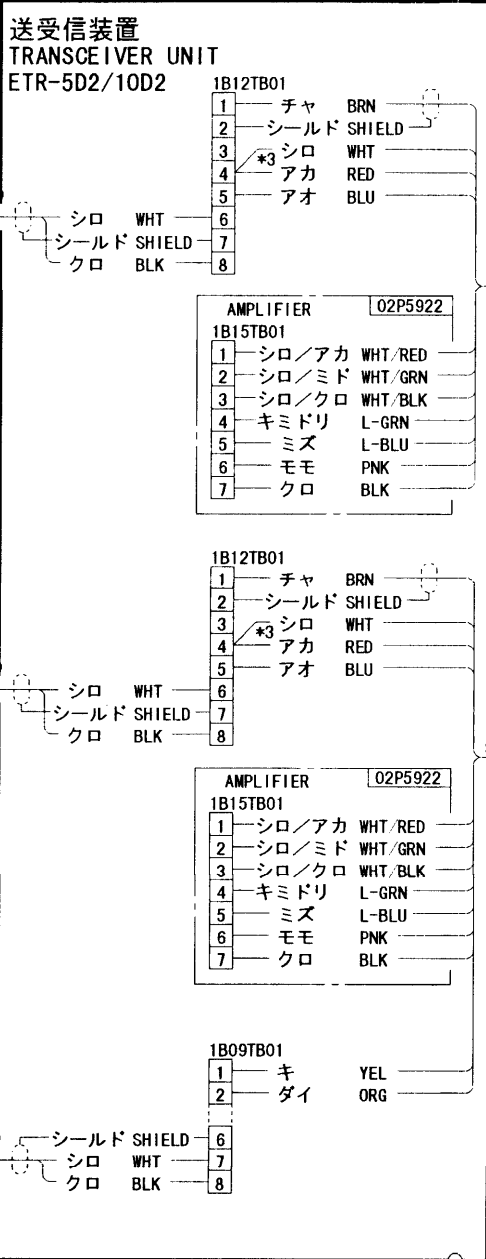 送受信装置
TRANSCEIVER UNIT
ETR-5D2/10D2
1B12TB01
1 チャ BRN
2 シールド SHIELD
3 *3 シロ WHT
4 アカ RED
5 アオ BLU
シロ WHT 6
シールド SHIELD 7
クロ BLK 8
AMPLIFIER 02P5922
1B15TB01
1 シロ/アカ WHT/RED
2 シロ/ミド WHT/GRN
3 シロ/クロ WHT/BLK
4 キミドリ L-GRN
5 ミズ L-BLU
6 モモ PNK
7 クロ BLK
1B12TB01
1 チャ BRN
2 シールド SHIELD
3 *3 シロ WHT
4 アカ RED
5 アオ BLU
シロ WHT 6
シールド SHIELD 7
クロ BLK 8
AMPLIFIER 02P5922
1B15TB01
1 シロ/アカ WHT/RED
2 シロ/ミド WHT/GRN
3 シロ/クロ WHT/BLK
4 キミドリ L-GRN
5 ミズ L-BLU
6 モモ PNK
7 クロ BLK
1B09TB01
1 キ YEL
2 ダイ ORG
シールド SHIELD 6
シロ WHT 7
クロ BLK 8